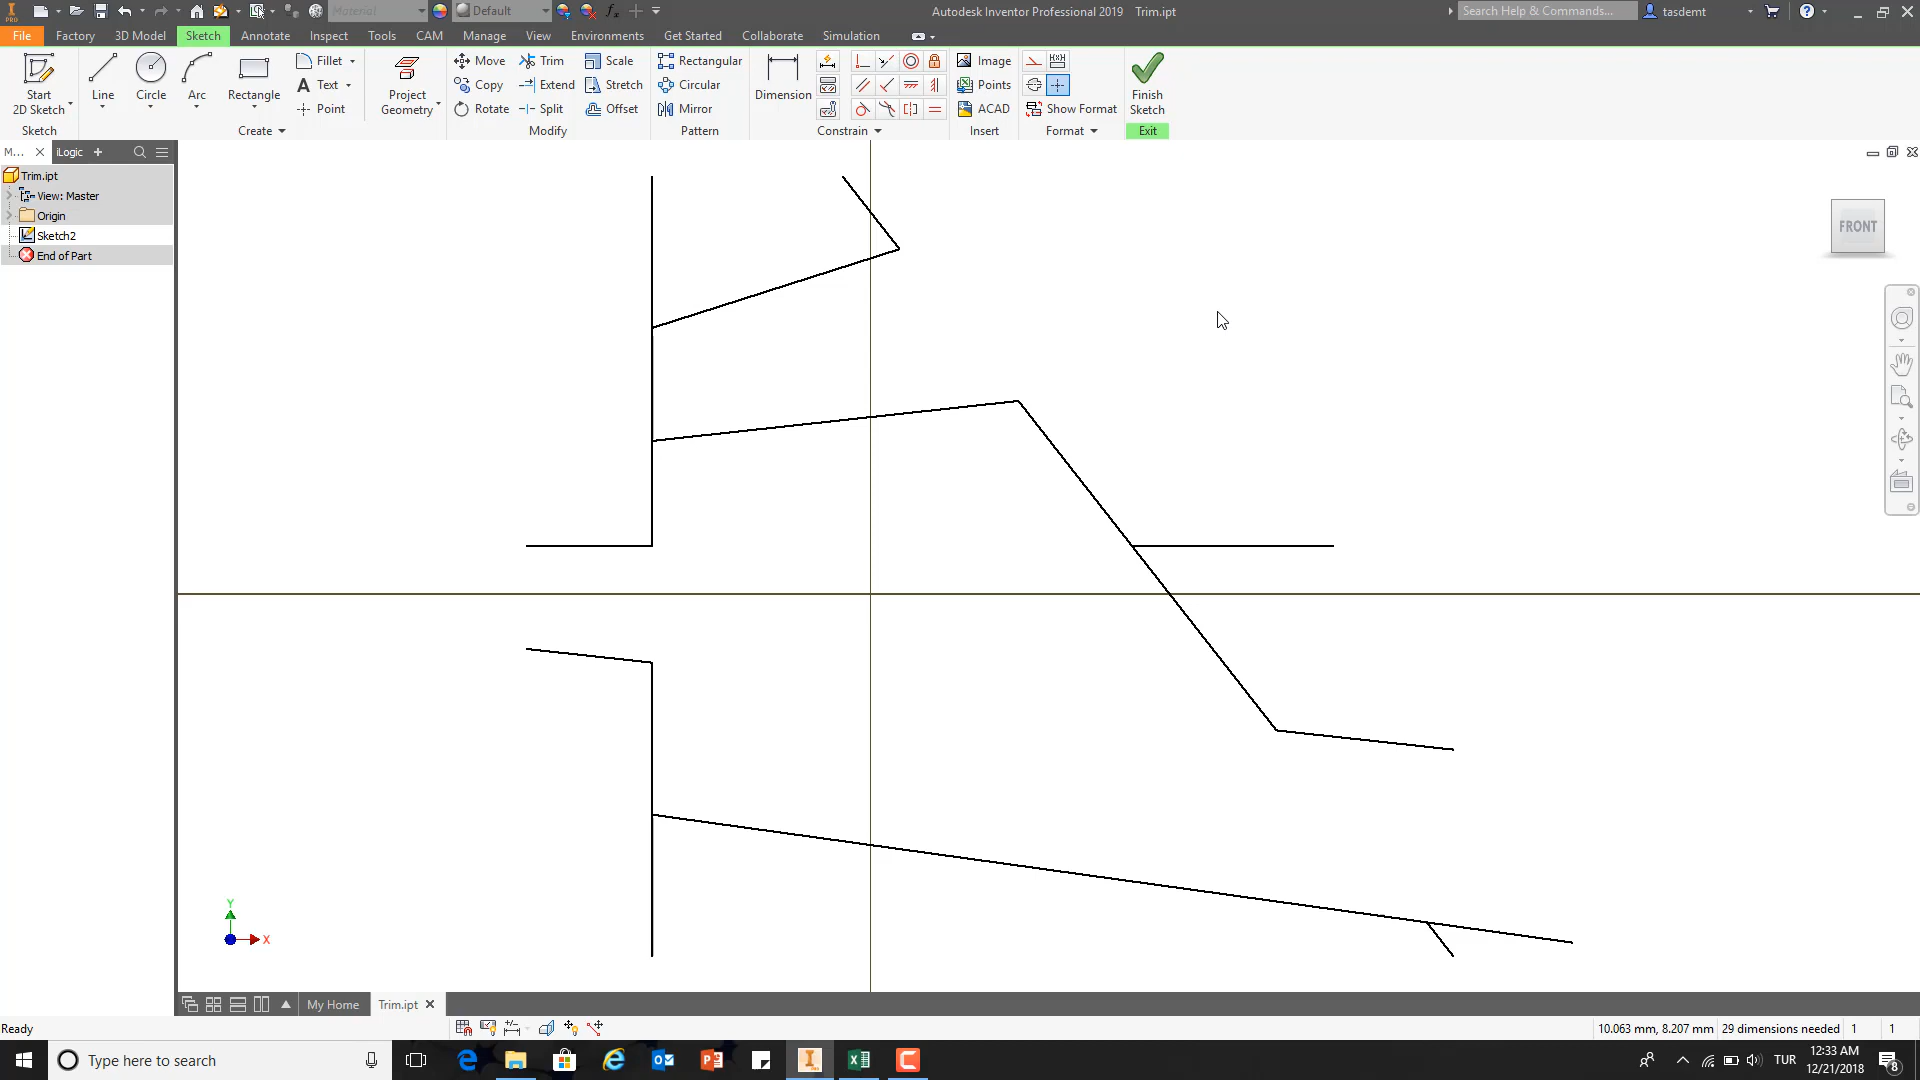 Material
Default
fx
Autodesk Inventor Professional 2019 Trim.ipt
Search Help & Commands...
tasdemt
PRO
File Factory 3D Model Sketch Annotate Inspect Tools CAM Manage View Environments Get Started Collaborate Simulation
Start 2D Sketch
Line
Circle
Arc
Rectangle
Fillet
A Text
Point
Project Geometry
Move
Copy
Rotate
Trim
Extend
Split
Scale
Stretch
Offset
Rectangular
Circular
Mirror
Dimension
Image
Points
ACAD
Show Format
Finish Sketch
Sketch
Create
Modify
Pattern
Constrain
Insert
Format
Exit
M...
iLogic
Trim.ipt
View: Master
Origin
Sketch2
End of Part
FRONT
Y
X
My Home
Trim.ipt
Ready
10.063 mm, 8.207 mm 29 dimensions needed 1 1
Type here to search
TUR
12:33 AM
12/21/2018
8